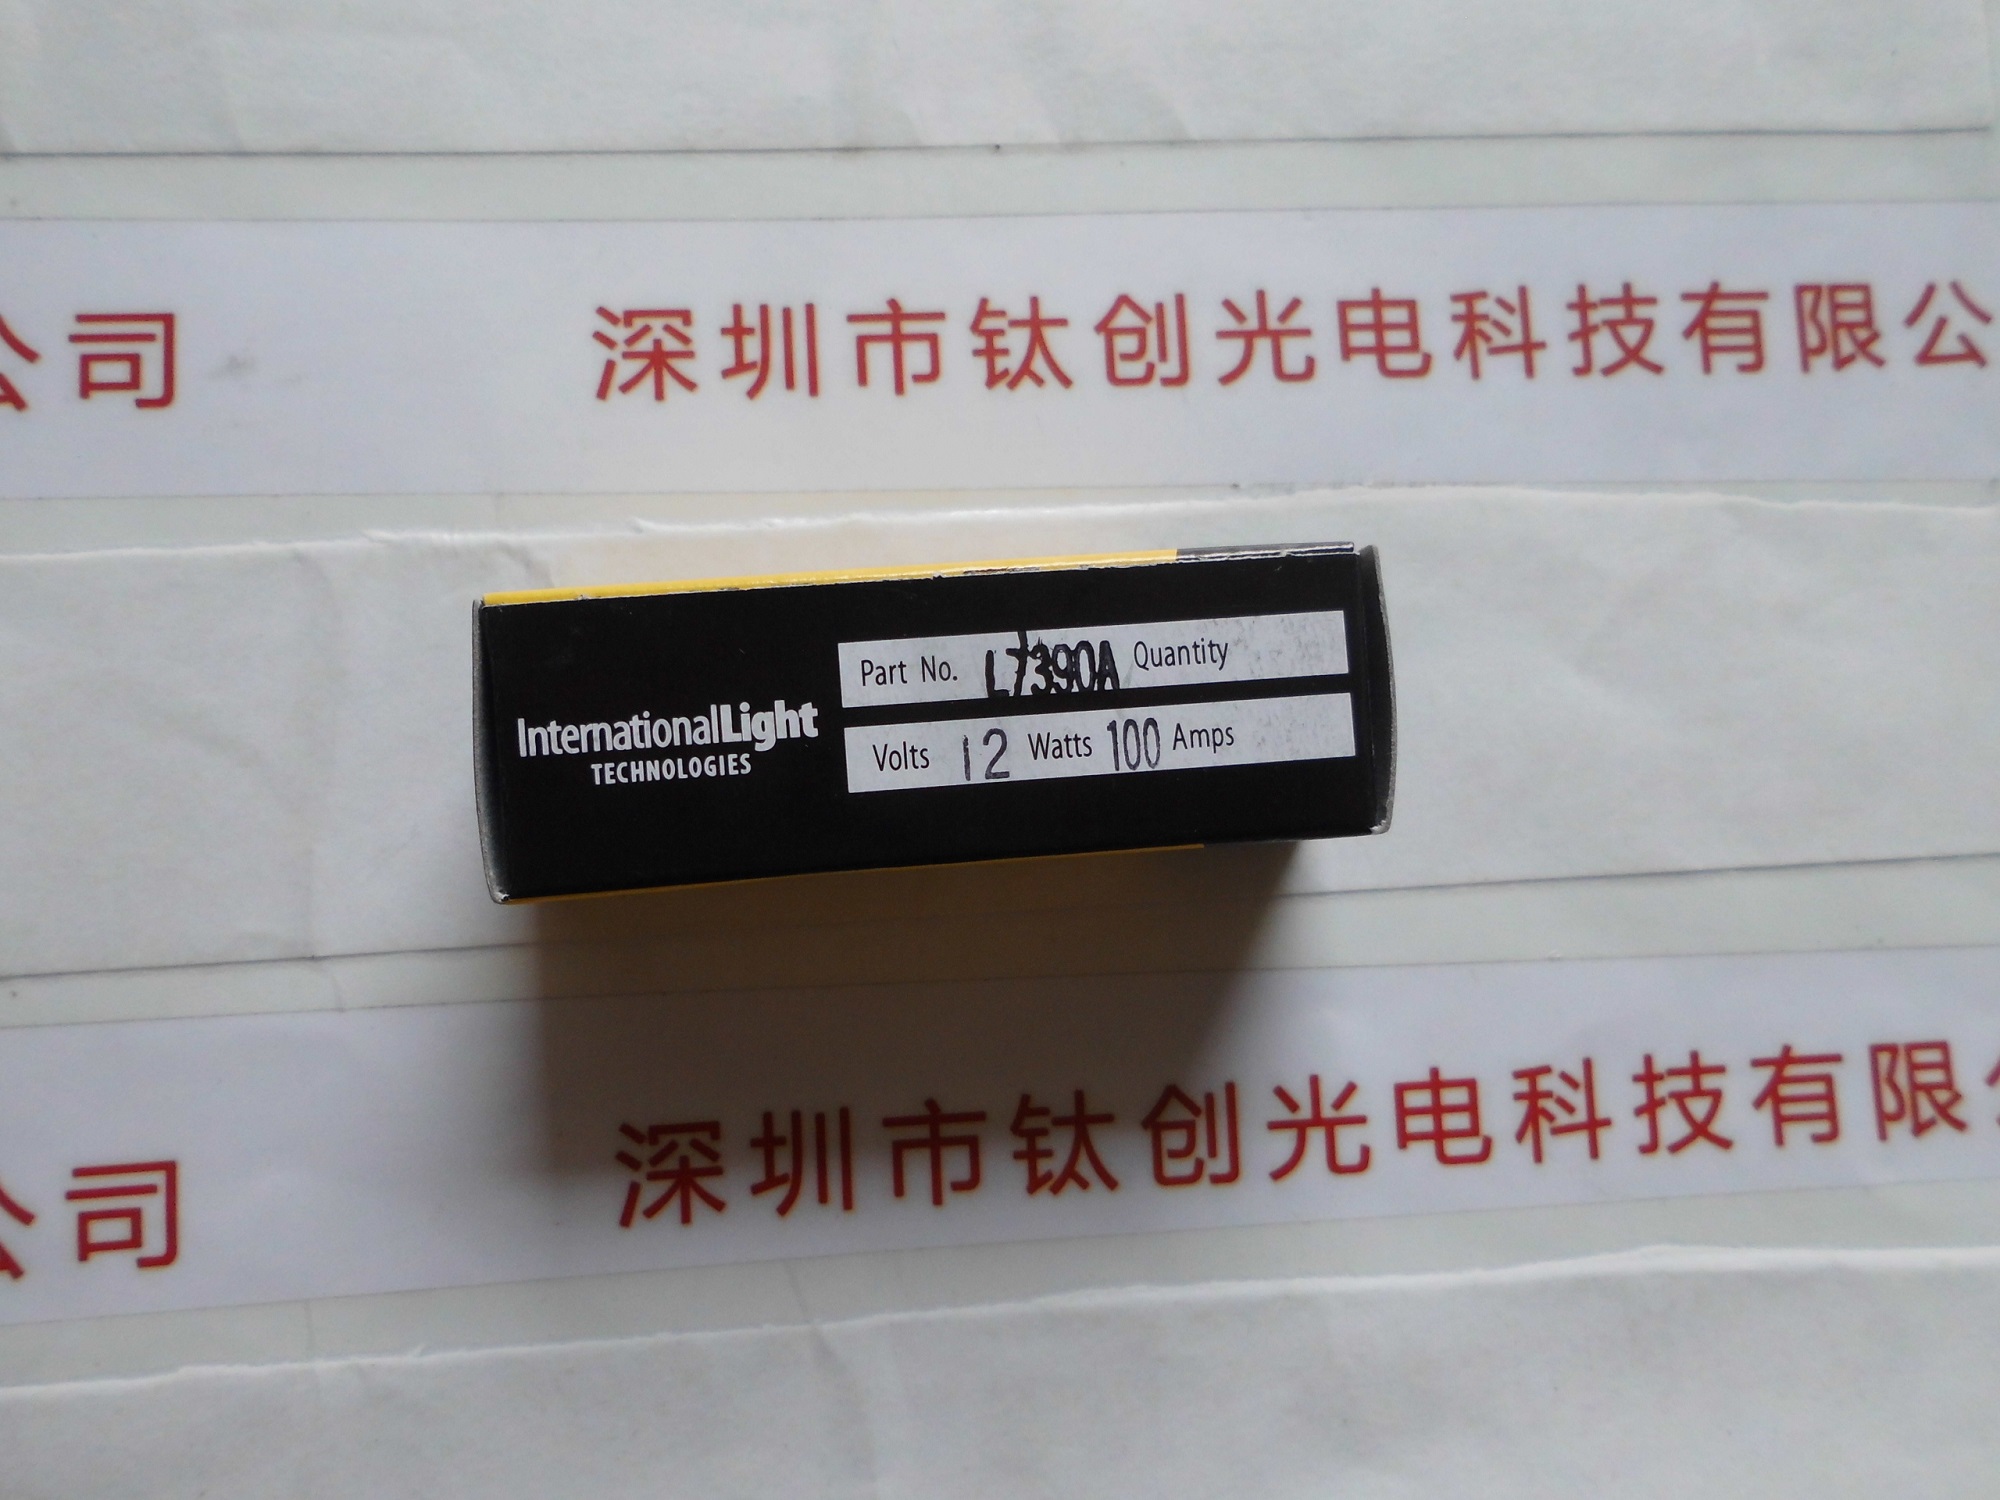 公司 深圳市钛创光电科技有限公
Part No. L7390A Quantity
InternationalLight
TECHNOLOGIES
Volts 12 Watts 100 Amps
公司 深圳市钛创光电科技有限公